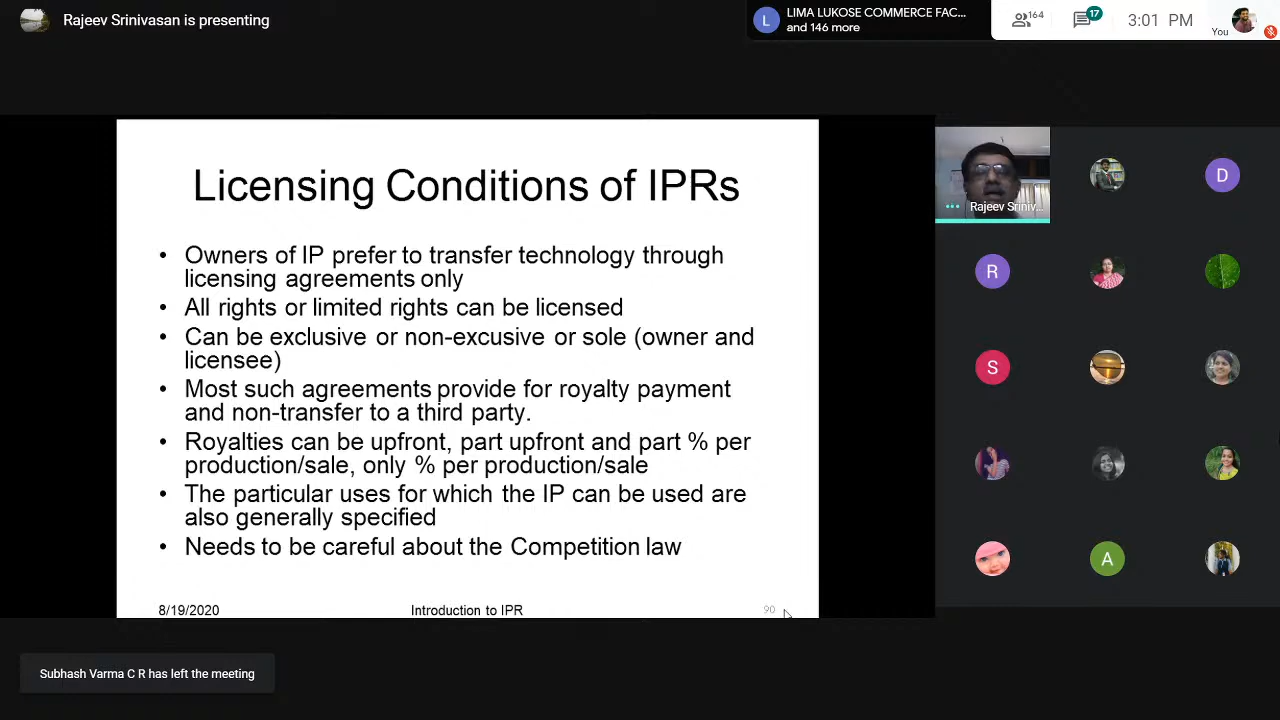 Rajeev Srinivasan is presenting
L
LIMA LUKOSE COMMERCE FAC...
and 146 more
164
17
3:01 PM
You
Licensing Conditions of IPRs
• Owners of IP prefer to transfer technology through
licensing agreements only
• All rights or limited rights can be licensed
• Can be exclusive or non-excusive or sole (owner and
licensee)
• Most such agreements provide for royalty payment
and non-transfer to a third party.
• Royalties can be upfront, part upfront and part % per
production/sale, only % per production/sale
• The particular uses for which the IP can be used are
also generally specified
• Needs to be careful about the Competition law
8/19/2020
Introduction to IPR
90
Rajeev Sriniv...
D
R
S
A
Subhash Varma C R has left the meeting